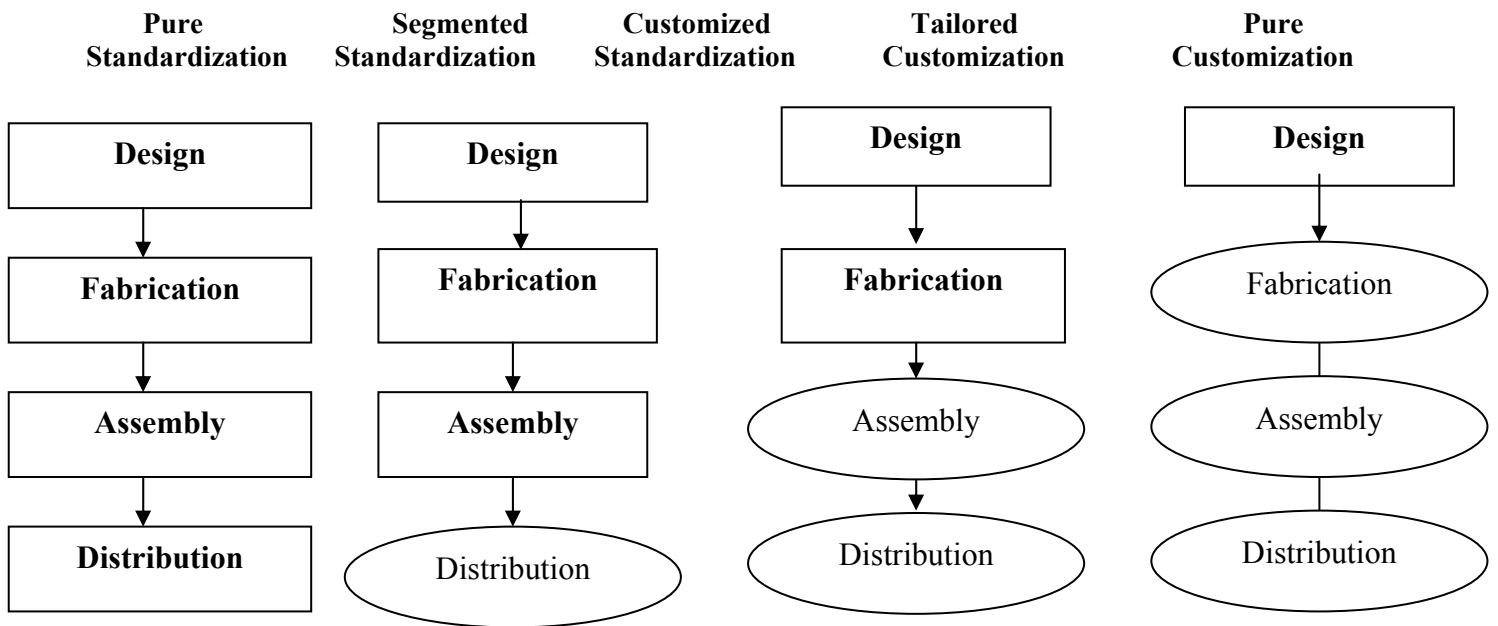 Pure
Standardization
Segmented
Standardization
Customized
Standardization
Tailored
Customization
Pure
Customization
Design
Fabrication
Assembly
Distribution
Design
Fabrication
Assembly
Distribution
Design
Fabrication
Assembly
Distribution
Design
Fabrication
Assembly
Distribution